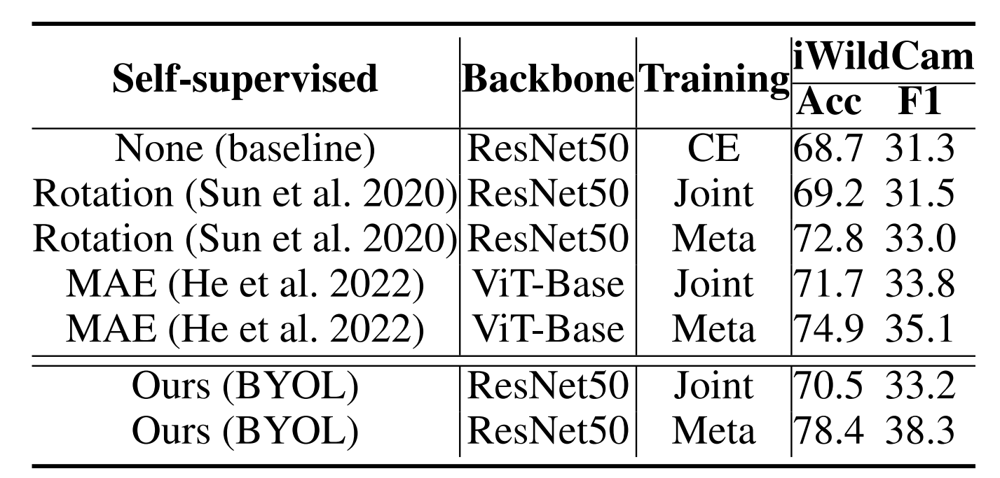 Self-supervised Backbone Training iWildCam
Acc F1
None (baseline) ResNet50 CE 68.7 31.3
Rotation (Sun et al. 2020) ResNet50 Joint 69.2 31.5
Rotation (Sun et al. 2020) ResNet50 Meta 72.8 33.0
MAE (He et al. 2022) ViT-Base Joint 71.7 33.8
MAE (He et al. 2022) ViT-Base Meta 74.9 35.1
Ours (BYOL) ResNet50 Joint 70.5 33.2
Ours (BYOL) ResNet50 Meta 78.4 38.3